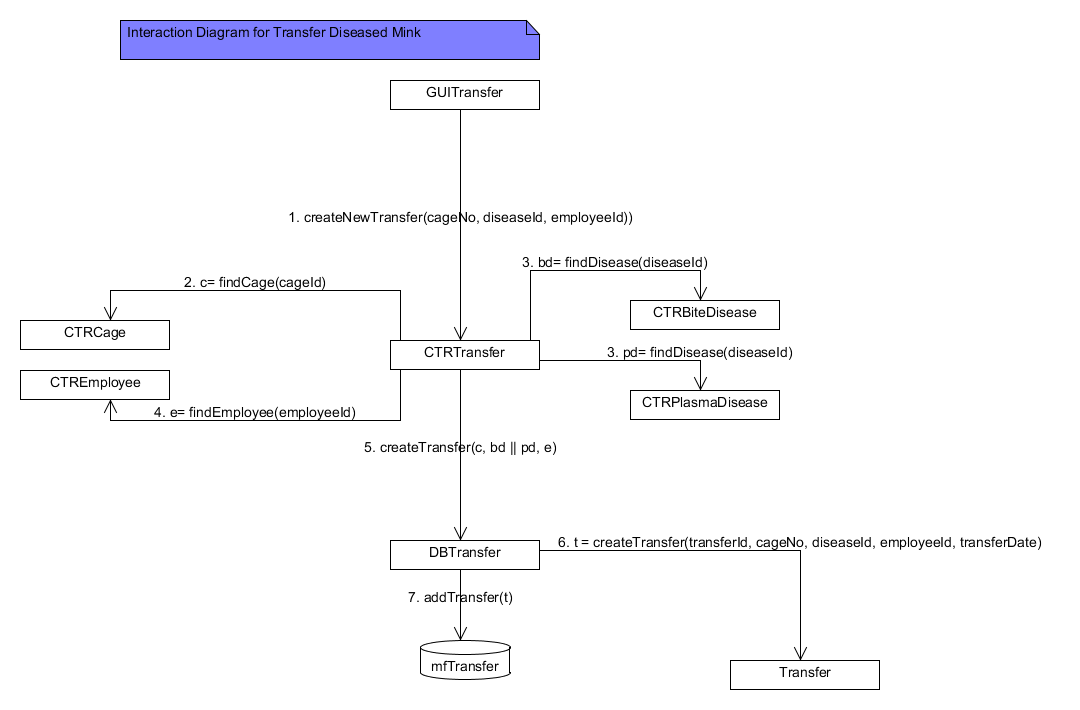 Interaction Diagram for Transfer Diseased Mink
GUITransfer
1. createNewTransfer(cageNo, diseaseId, employeeId))
3. bd= findDisease(diseaseId)
2. c= findCage(cageId)
CTRBiteDisease
CTRCage
CTRTransfer
3. pd= findDisease(diseaseId)
CTREmployee
CTRPlasmaDisease
4. e= findEmployee(employeeId)
5. createTransfer(c, bd || pd, e)
DBTransfer
6. t = createTransfer(transferId, cageNo, diseaseId, employeeId, transferDate)
7. addTransfer(t)
mfTransfer
Transfer